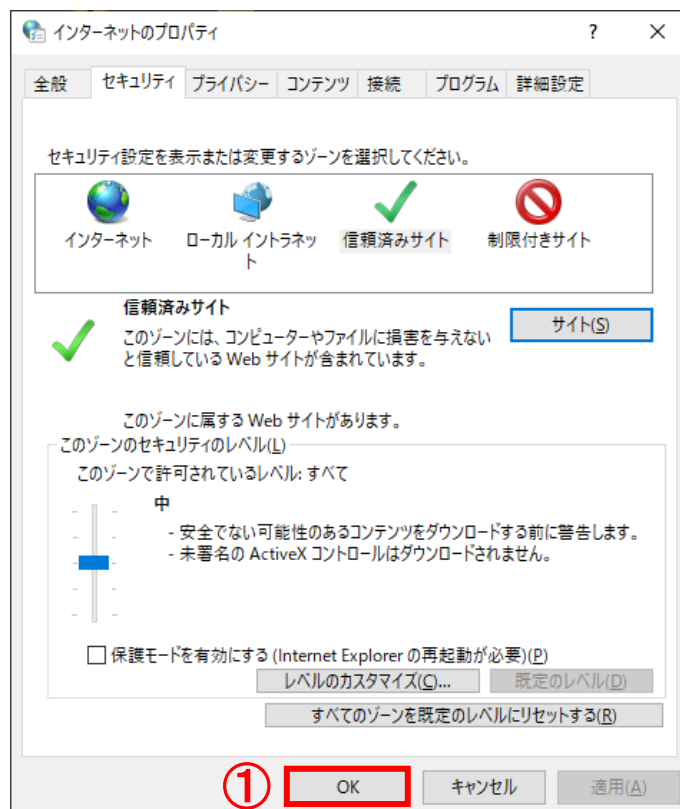 インターネットのプロパティ
?
全般 セキュリティ プライバシー コンテンツ 接続 プログラム 詳細設定
セキュリティ設定を表示または変更するゾーンを選択してください。
インターネット
ローカル イントラネッ
ト
信頼済みサイト
制限付きサイト
信頼済みサイト
サイト(S)
このゾーンには、コンピューターやファイルに損害を与えない
と信頼している Web サイトが含まれています。
このゾーンに属する Web サイトがあります。
このゾーンのセキュリティのレベル(L)
このゾーンで許可されているレベル: すべて
中
- 安全でない可能性のあるコンテンツをダウンロードする前に警告します。
- 未署名の ActiveX コントロールはダウンロードされません。
保護モードを有効にする (Internet Explorer の再起動が必要)(P)
レベルのカスタマイズ(C)... 既定のレベル(D)
すべてのゾーンを既定のレベルにリセットする(R)
① OK キャンセル 適用(A)